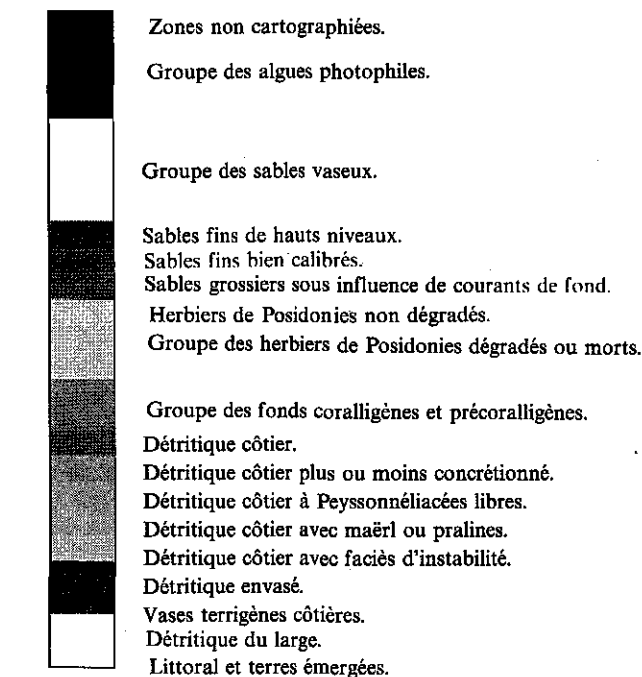 Zones non cartographiées.
Groupe des algues photophiles.
Groupe des sables vaseux.
Sables fins de hauts niveaux.
Sables fins bien calibrés.
Sables grossiers sous influence de courants de fond.
Herbiers de Posidonies non dégradés.
Groupe des herbiers de Posidonies dégradés ou morts.
Groupe des fonds coralligènes et précoralligènes.
Détritique côtier.
Détritique côtier plus ou moins concrétionné.
Détritique côtier à Peyssonnéliacées libres.
Détritique côtier avec maërl ou pralines.
Détritique côtier avec faciès d'instabilité.
Détritique envasé.
Vases terrigènes côtières.
Détritique du large.
Littoral et terres émergées.